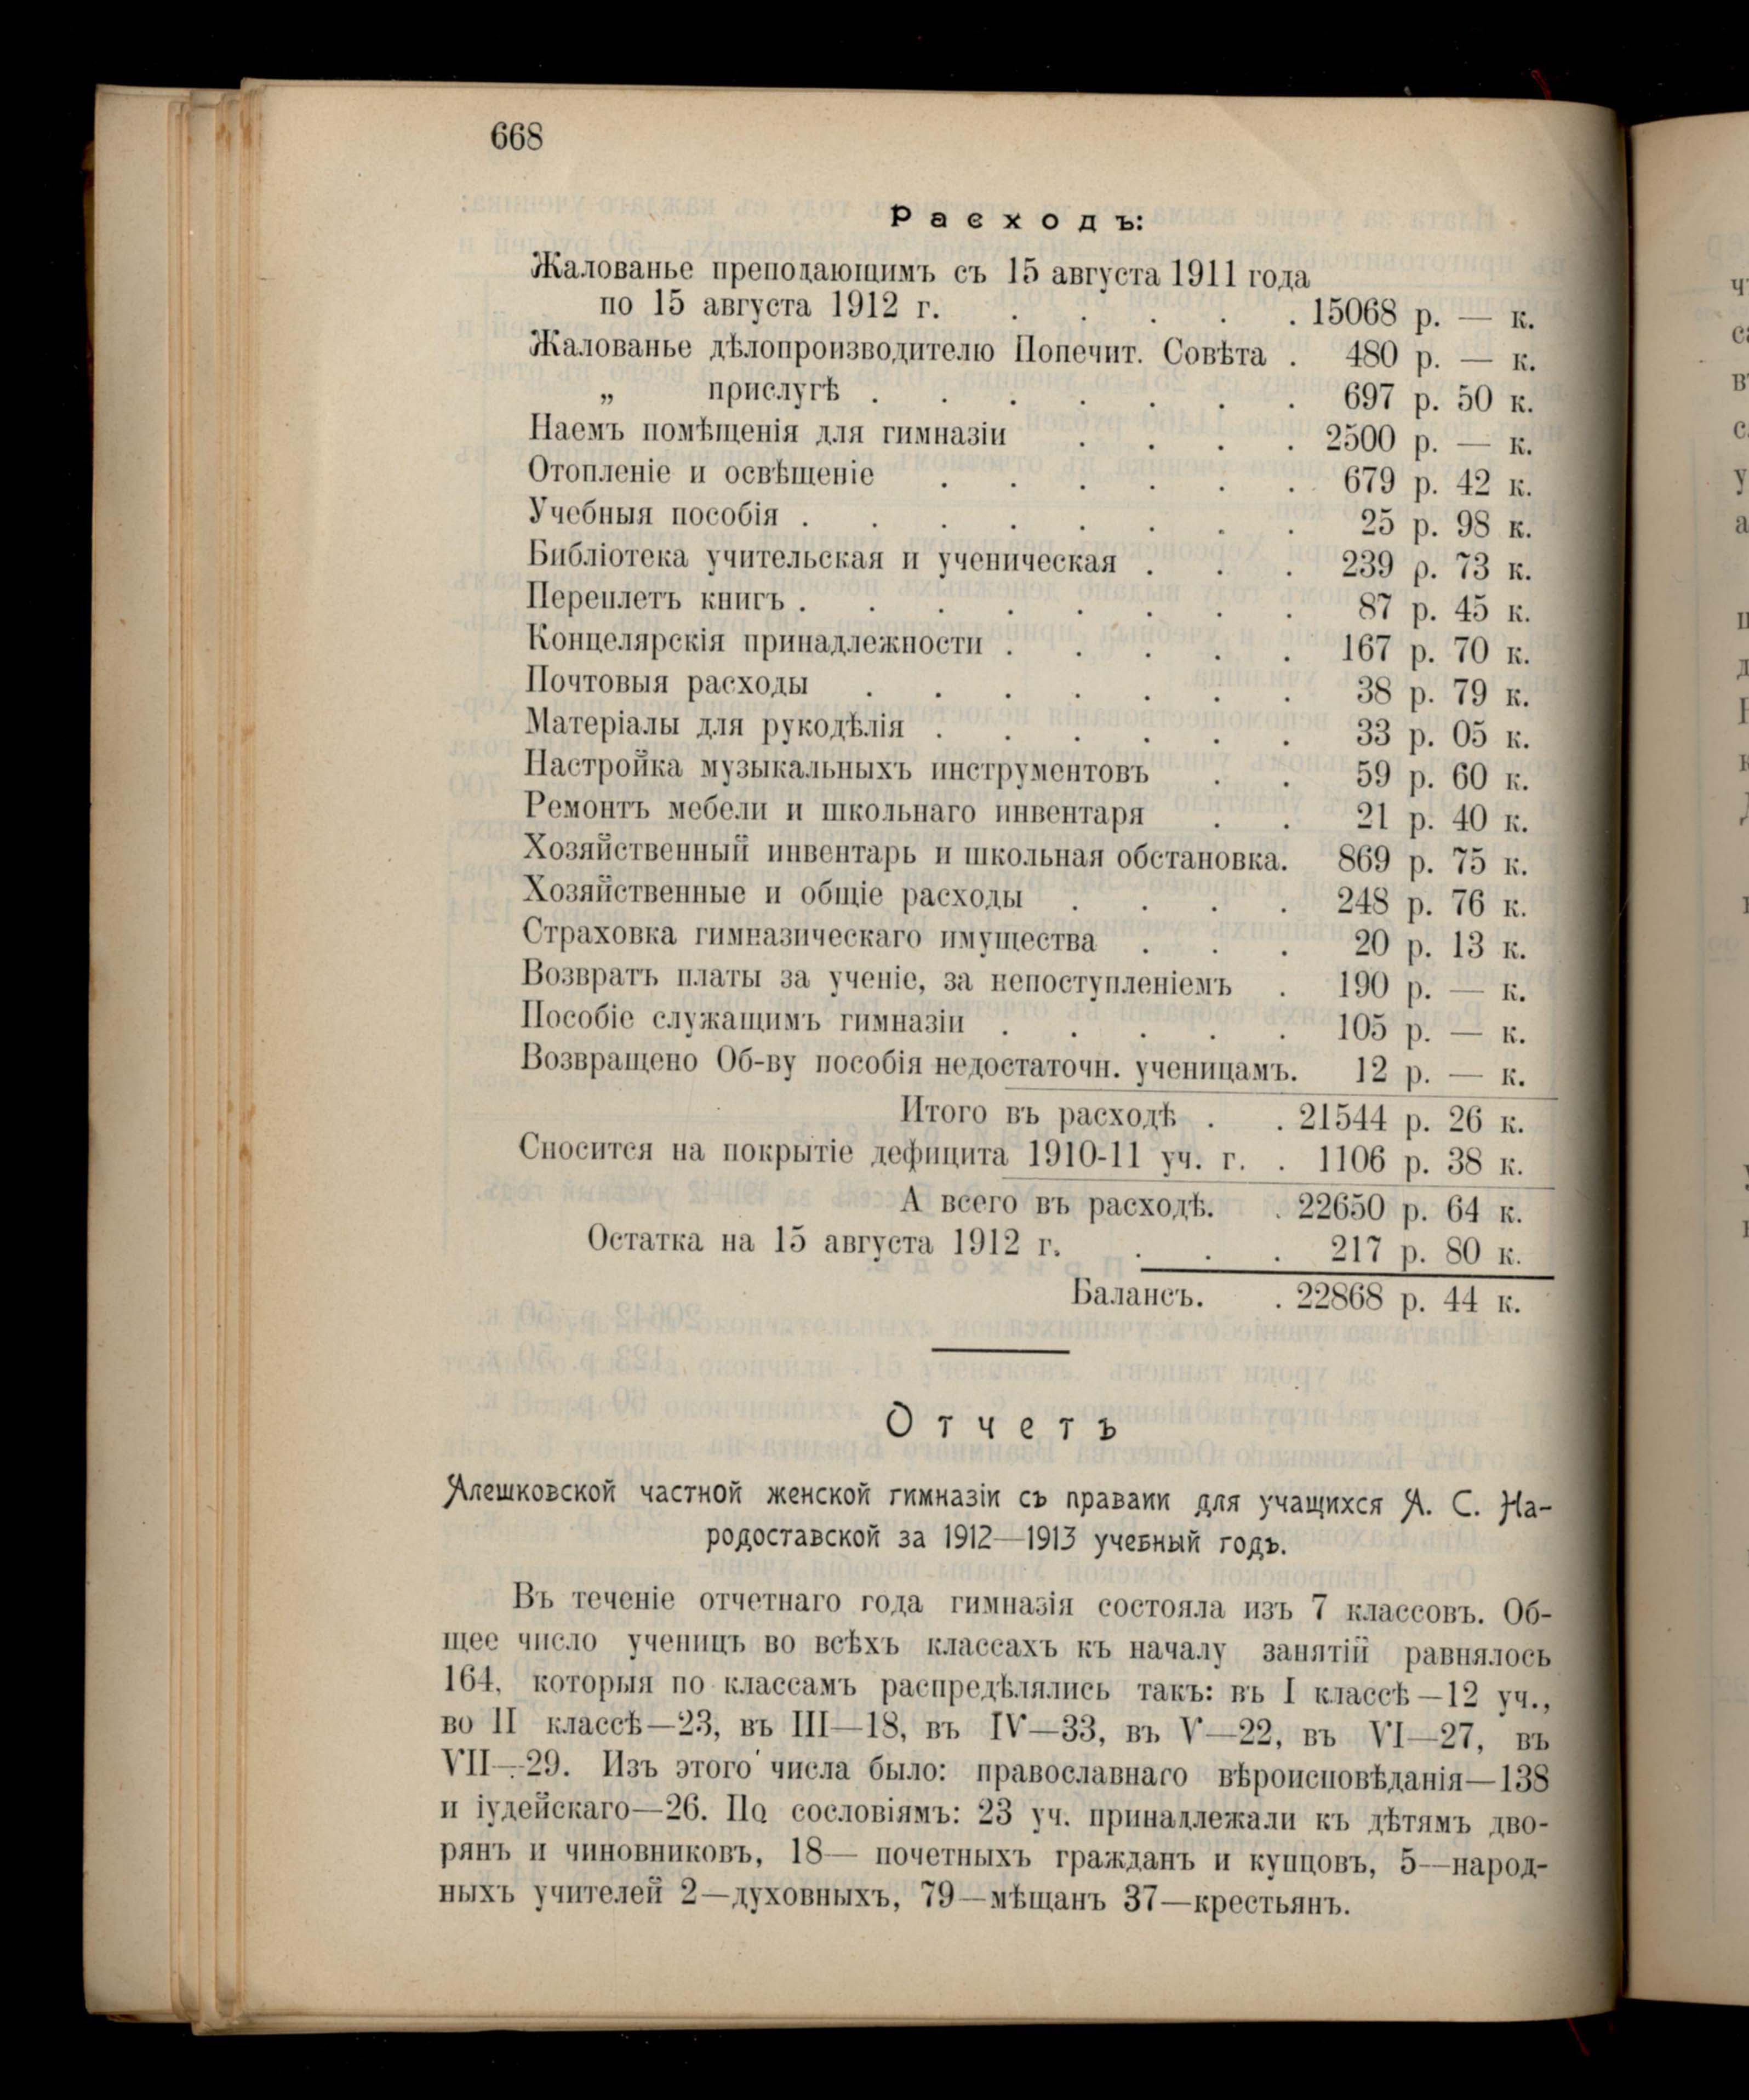 668
Расходъ:
Жалованье преподающимъ съ 15 августа 1911 года
по 15 августа 1912 г. . . . . . 15068 р. — к.
Жалованье дѣлопроизводителю Попечит. Совѣта . 480 р. — к.
„ прислугѣ . . . . . . . 697 р. 50 к.
Наемъ помѣщенія для гимназіи . . . . 2500 р. — к.
Отопленіе и освѣщеніе . . . . . . 679 р. 42 к.
Учебныя пособія . . . . . . . . 25 р. 98 к.
Библіотека учительская и ученическая . . . 239 р. 73 к.
Переплетъ книгъ . . . . . . . . 87 р. 45 к.
Концелярскія принадлежности . . . . . 167 р. 70 к.
Почтовыя расходы . . . . . . . 38 р. 79 к.
Матеріалы для рукодѣлія . . . . . . 33 р. 05 к.
Настройка музыкальныхъ инструментовъ . . 59 р. 60 к.
Ремонтъ мебели и школьнаго инвентаря . . 21 р. 40 к.
Хозяйственный инвентарь и школьная обстановка. 869 р. 75 к.
Хозяйственные и общіе расходы . . . . 248 р. 76 к.
Страховка гимназическаго имущества . . . 20 р. 13 к.
Возвратъ платы за ученіе, за непоступленіемъ . 190 р. — к.
Пособіе служащимъ гимназіи . . . . . 105 р. — к.
Возвращено Об-ву пособія недостаточн. ученицамъ. 12 р. — к.
Итого въ расходѣ . . 21544 р. 26 к.
Сносится на покрытіе дефицита 1910-11 уч. г. . 1106 р. 38 к.
А всего въ расходѣ. . 22650 р. 64 к.
Остатка на 15 августа 1912 г. . . . 217 р. 80 к.
Балансъ. . 22868 р. 44 к.
Отчетъ
Алешковской частной женской гимназіи съ праваии для учащихся А. С. На-
родоставской за 1912—1913 учебный годъ.
Въ теченіе отчетнаго года гимназія состояла изъ 7 классовъ. Об-
щее число ученицъ во всѣхъ классахъ къ началу занятій равнялось
164, которыя по классамъ распредѣлялись такъ: въ I классѣ—12 уч.,
во II классѣ—23, въ III—18, въ IV—33, въ V—22, въ VI—27, въ
VII—29. Изъ этого числа было: православнаго вѣроисповѣданія—138
и іудейскаго—26. По сословіямъ: 23 уч. принадлежали къ дѣтямъ дво-
рянъ и чиновниковъ, 18— почетныхъ гражданъ и купцовъ, 5—народ-
ныхъ учителей 2—духовныхъ, 79—мѣщанъ 37—крестьянъ.